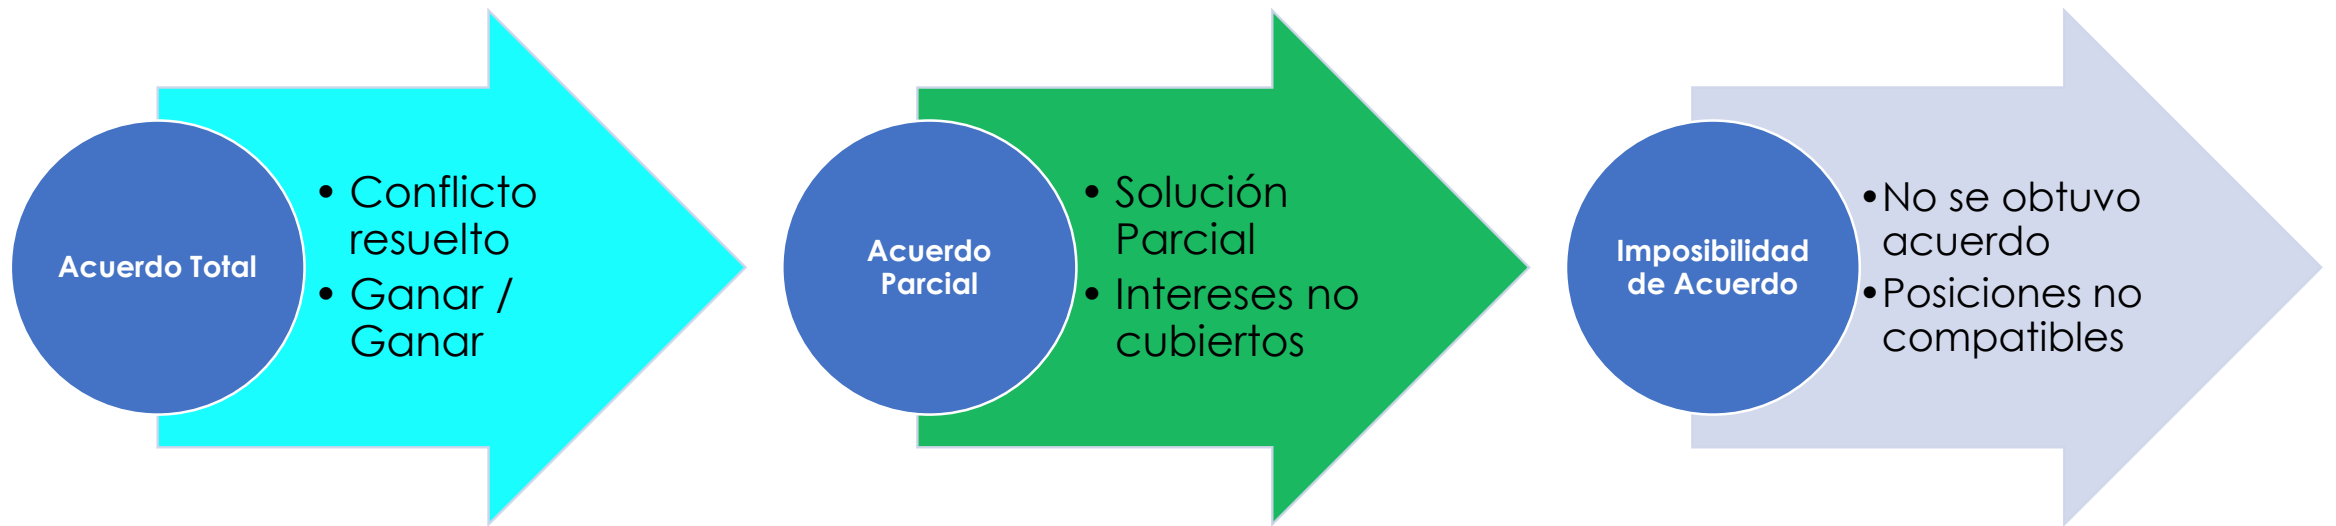 Acuerdo Total
• Conflicto
resuelto
• Ganar /
Ganar
Acuerdo
Parcial
• Solución
Parcial
• Intereses no
cubiertos
Imposibilidad
de Acuerdo
•No se obtuvo
acuerdo
•Posiciones no
compatibles